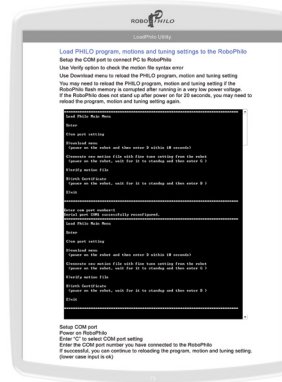 ROBO PHILO
LoadPhilo Utility
Load PHILO program, motions and tuning settings to the RoboPhilo
Setup the COM port to connect PC to RoboPhilo
Use Verify option to check the motion file syntax error
Use Download menu to reload the PHILO program, motion and tuning setting
You may need to reload the PHILO program, motion and tuning setting if the
RoboPhilo flash memory is corrupted after running in a very low power voltage.
If the RoboPhilo does not stand up after power on for 20 seconds, you may need to
reload the program, motion and tuning setting again.
Load Philo Main Menu
Enter
C)om port setting
D)ownload menu
(power on the robot and then enter D within 10 seconds)
G)enerate new motion file with fine tune setting from the robot
(power on the robot, wait for it to standup and then enter G )
V)erify motion file
B)irth Certificate
(power on the robot, wait for it to standup and then enter B )
E)xit
Enter com port number:1
Serial port COM1 successfully reconfigured.
Load Philo Main Menu
Enter
C)om port setting
D)ownload menu
(power on the robot and then enter D within 10 seconds)
G)enerate new motion file with fine tune setting from the robot
(power on the robot, wait for it to standup and then enter G )
V)erify motion file
B)irth Certificate
(power on the robot, wait for it to standup and then enter B )
E)xit
Setup COM port
Power on RoboPhilo
Enter "C" to select COM port setting
Enter the COM port number you have connected to the RoboPhilo
If successful, you can continue to reloading the program, motion and tuning setting.
(lower case input is ok)